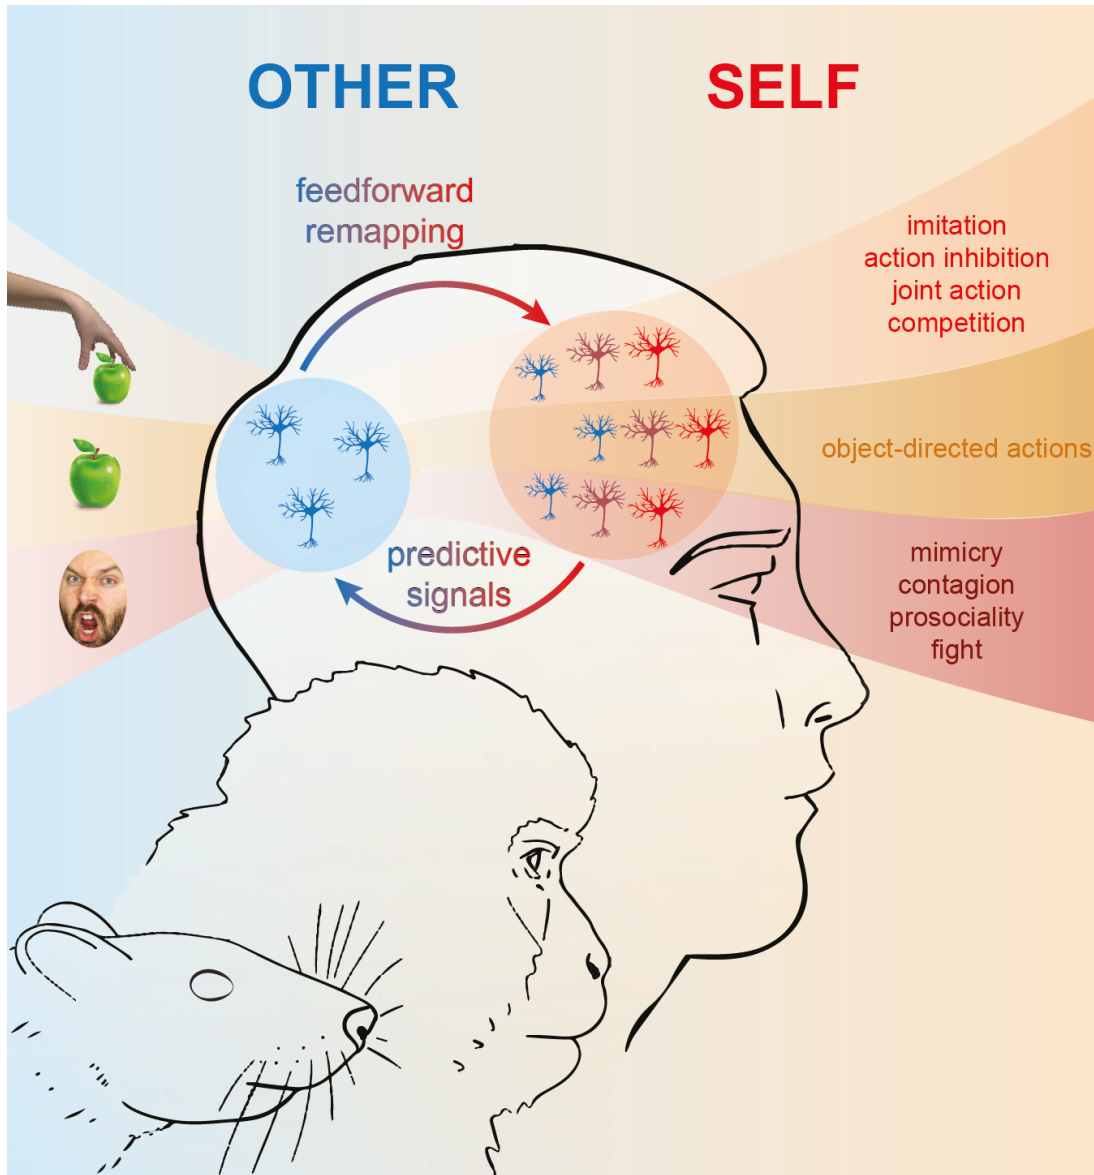 OTHER
SELF
feedforward
remapping
imitation
action inhibition
joint action
competition
object-directed actions
predictive
signals
mimicry
contagion
prosociality
fight